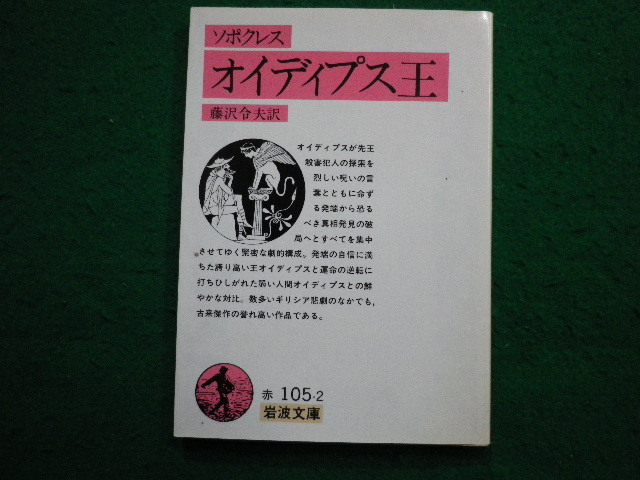 ソポクレス
オイディプス王
藤沢令夫訳
オイディプスが先王
殺害犯人の探索を
烈しい呪いの言
葉とともに命ず
る発端から恐る
べき真相発見の破
局へとすべてを集中
させてゆく緊密な劇的構成。発端の自信に満
ちた誇り高い王オイディプスと運命の逆転に
打ちひしがれた弱い人間オイディプスとの鮮
やかな対比。数多いギリシア悲劇のなかでも、
古来傑作の誉れ高い作品である。
赤 105-2
岩波文庫